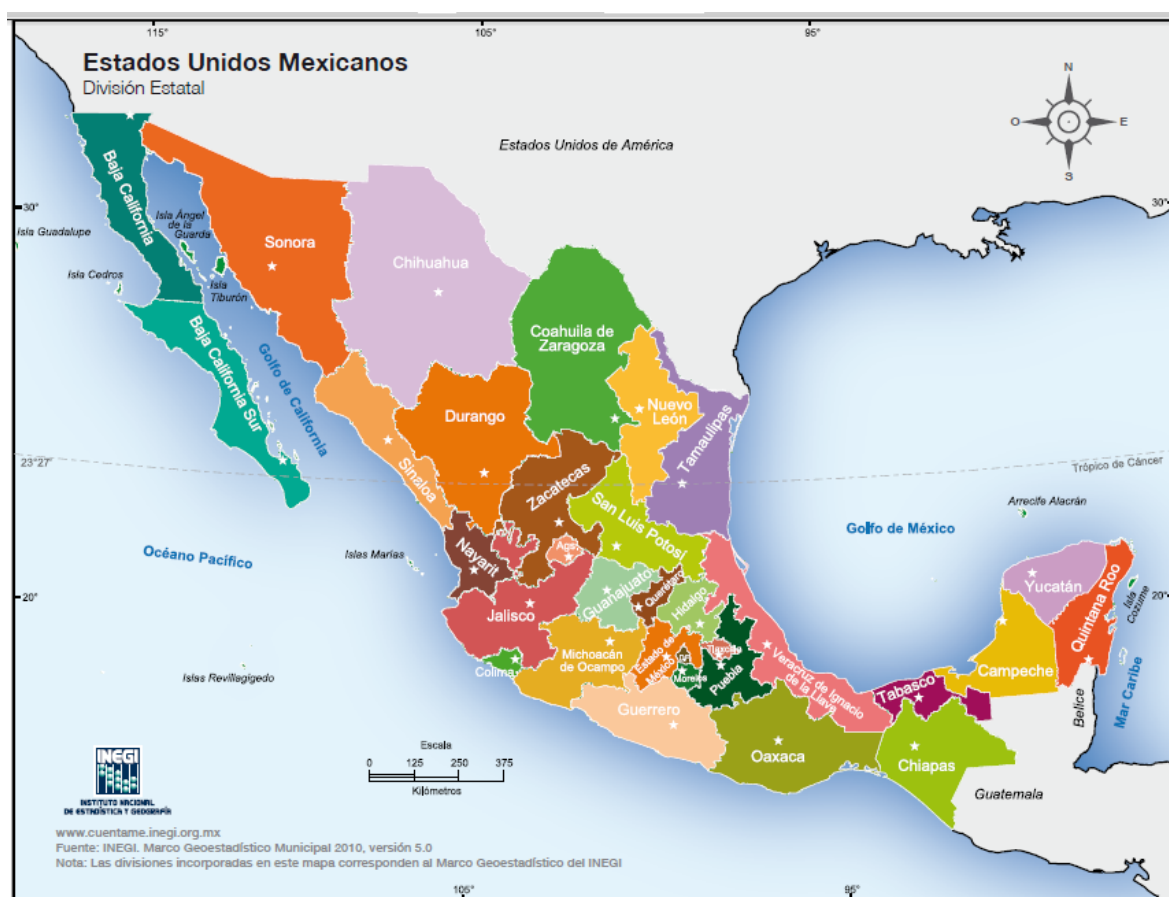 115°
105°
95°
Estados Unidos Mexicanos
División Estatal
N
O
E
S
Estados Unidos de América
30°
30°
Baja California
Isla Ángel
de la
Guarda
Isla Guadalupe
Isla Cedros
Isla
Tiburón
Sonora
Chihuahua
Coahuila de
Zaragoza
Baja California Sur
Golfo de California
Durango
Nuevo
León
Tamaulipas
23°27'
Trópico de Cáncer
Sinaloa
Zacatecas
San Luis Potosí
Arrecife Alacrán
Golfo de México
Océano Pacífico
Islas Marías
Nayarit
Ags.
Yucatán
Quintana Roo
Isla
Cozume
20°
20°
Jalisco
Guanajuato
Querétaro
Hidalgo
Michoacán
de Ocampo
Estado de
México
D.F.
Tlaxcala
Morelos
Puebla
Veracruz de Ignacio
de la Llave
Colima
Campeche
Tabasco
Islas Revillagigedo
Guerrero
Oaxaca
Chiapas
Belice
Mar Caribe
Guatemala
Escala
0 125 250 375
Kilómetros
INEGI
INSTITUTO NACIONAL
DE ESTADÍSTICA Y GEOGRAFÍA
www.cuentame.inegi.org.mx
Fuente: INEGI. Marco Geoestadístico Municipal 2010, versión 5.0
Nota: Las divisiones incorporadas en este mapa corresponden al Marco Geoestadístico del INEGI
105°
95°